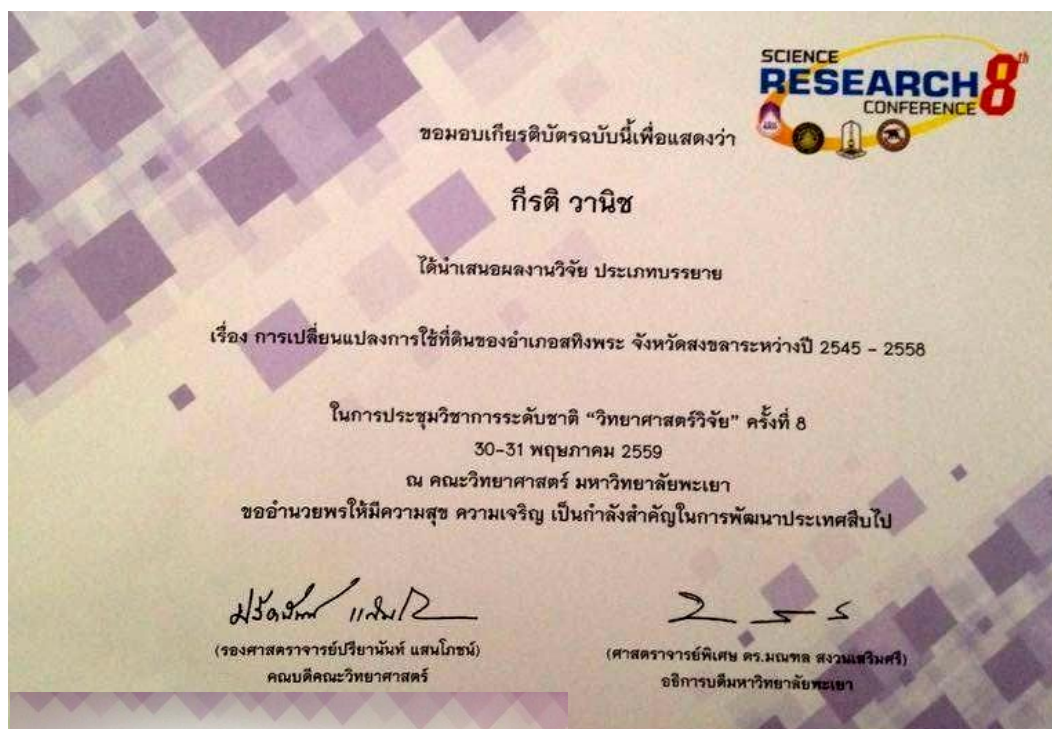 SCIENCE
RESEARCH 8th
CONFERENCE
ขอมอบเกียรติบัตรฉบับนี้เพื่อแสดงว่า
กีรติ วานิช
ได้นำเสนอผลงานวิจัย ประเภทบรรยาย
เรื่อง การเปลี่ยนแปลงการใช้ที่ดินของอำเภอสทิงพระ จังหวัดสงขลาระหว่างปี 2545 - 2558
ในการประชุมวิชาการระดับชาติ “วิทยาศาสตร์วิจัย” ครั้งที่ 8
30-31 พฤษภาคม 2559
ณ คณะวิทยาศาสตร์ มหาวิทยาลัยพะเยา
ขออำนวยพรให้มีความสุข ความเจริญ เป็นกำลังสำคัญในการพัฒนาประเทศสืบไป
(รองศาสตราจารย์ปรียานันท์ แสนโภชน์)
คณบดีคณะวิทยาศาสตร์
(ศาสตราจารย์พิเศษ ดร.มณฑล สงวนเสริมศรี)
อธิการบดีมหาวิทยาลัยพะเยา